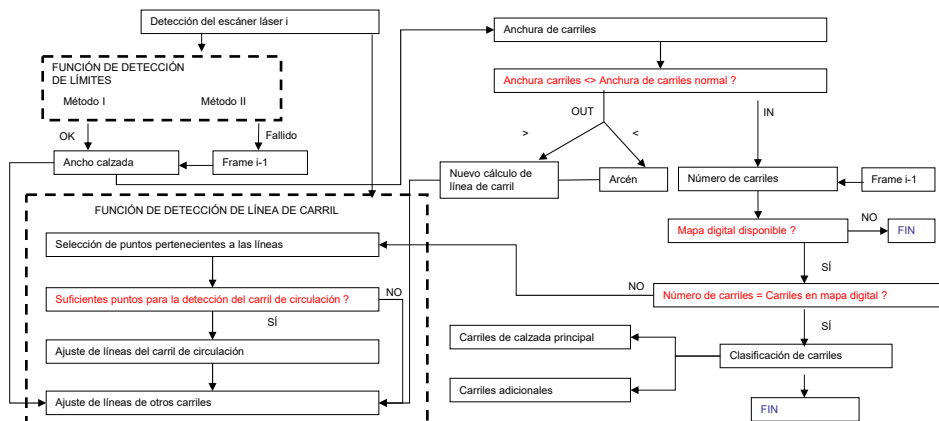 Detección del escáner láser i
FUNCIÓN DE DETECCIÓN
DE LÍMITES
Método I
Método II
OK
Fallido
Ancho calzada
Frame i-1
FUNCIÓN DE DETECCIÓN DE LÍNEA DE CARRIL
Selección de puntos pertenecientes a las líneas
Suficientes puntos para la detección del carril de circulación ?
NO
SÍ
Ajuste de líneas del carril de circulación
Ajuste de líneas de otros carriles
Anchura de carriles
Anchura carriles <> Anchura de carriles normal ?
OUT
IN
>
<
Nuevo cálculo de
línea de carril
Arcén
Número de carriles
Frame i-1
Mapa digital disponible ?
NO
FIN
SÍ
NO
Número de carriles = Carriles en mapa digital ?
SÍ
Carriles de calzada principal
Clasificación de carriles
Carriles adicionales
FIN